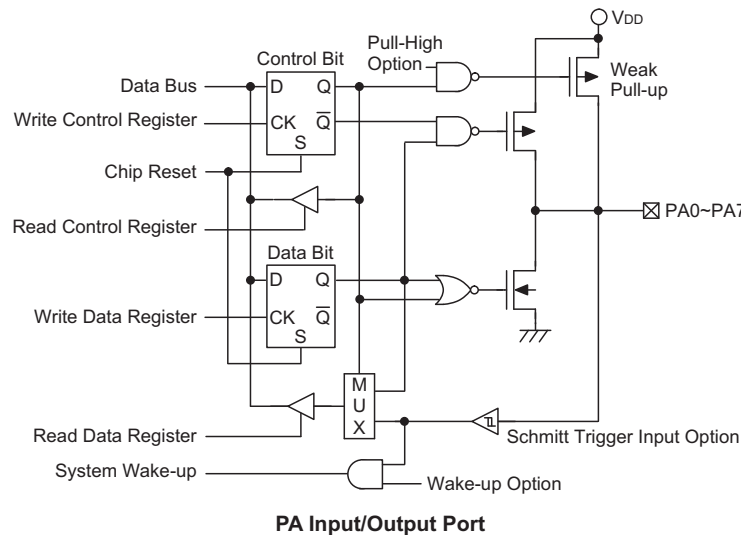 VDD
Pull-High
Option
Control Bit
Weak
Pull-up
Data Bus
D
Q
Write Control Register
CK
Q
S
Chip Reset
PA0~PA7
Read Control Register
Data Bit
D
Q
Write Data Register
CK
Q
S
M
U
X
Read Data Register
Schmitt Trigger Input Option
System Wake-up
Wake-up Option
PA Input/Output Port